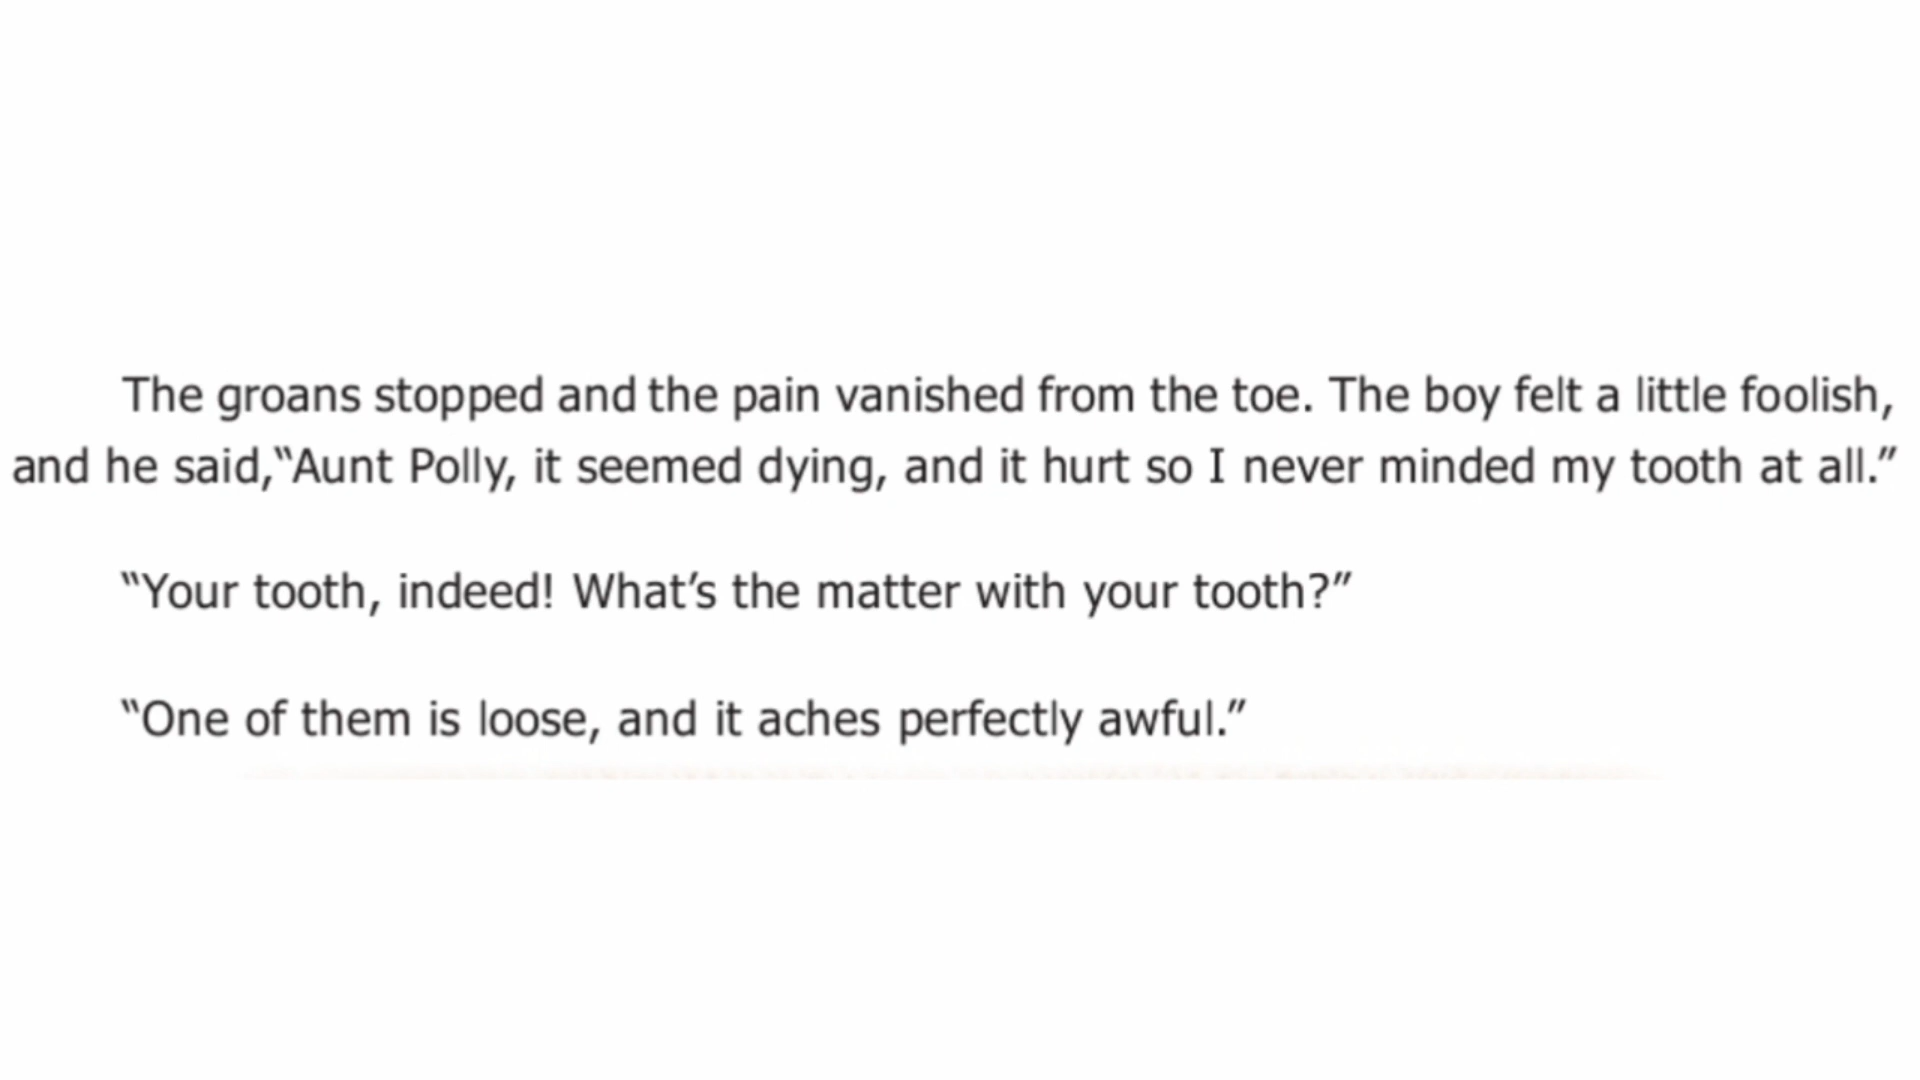 The groans stopped and the pain vanished from the toe. The boy felt a little foolish,
and he said,“Aunt Polly, it seemed dying, and it hurt so I never minded my tooth at all.”
“Your tooth, indeed! What’s the matter with your tooth?”
“One of them is loose, and it aches perfectly awful.”